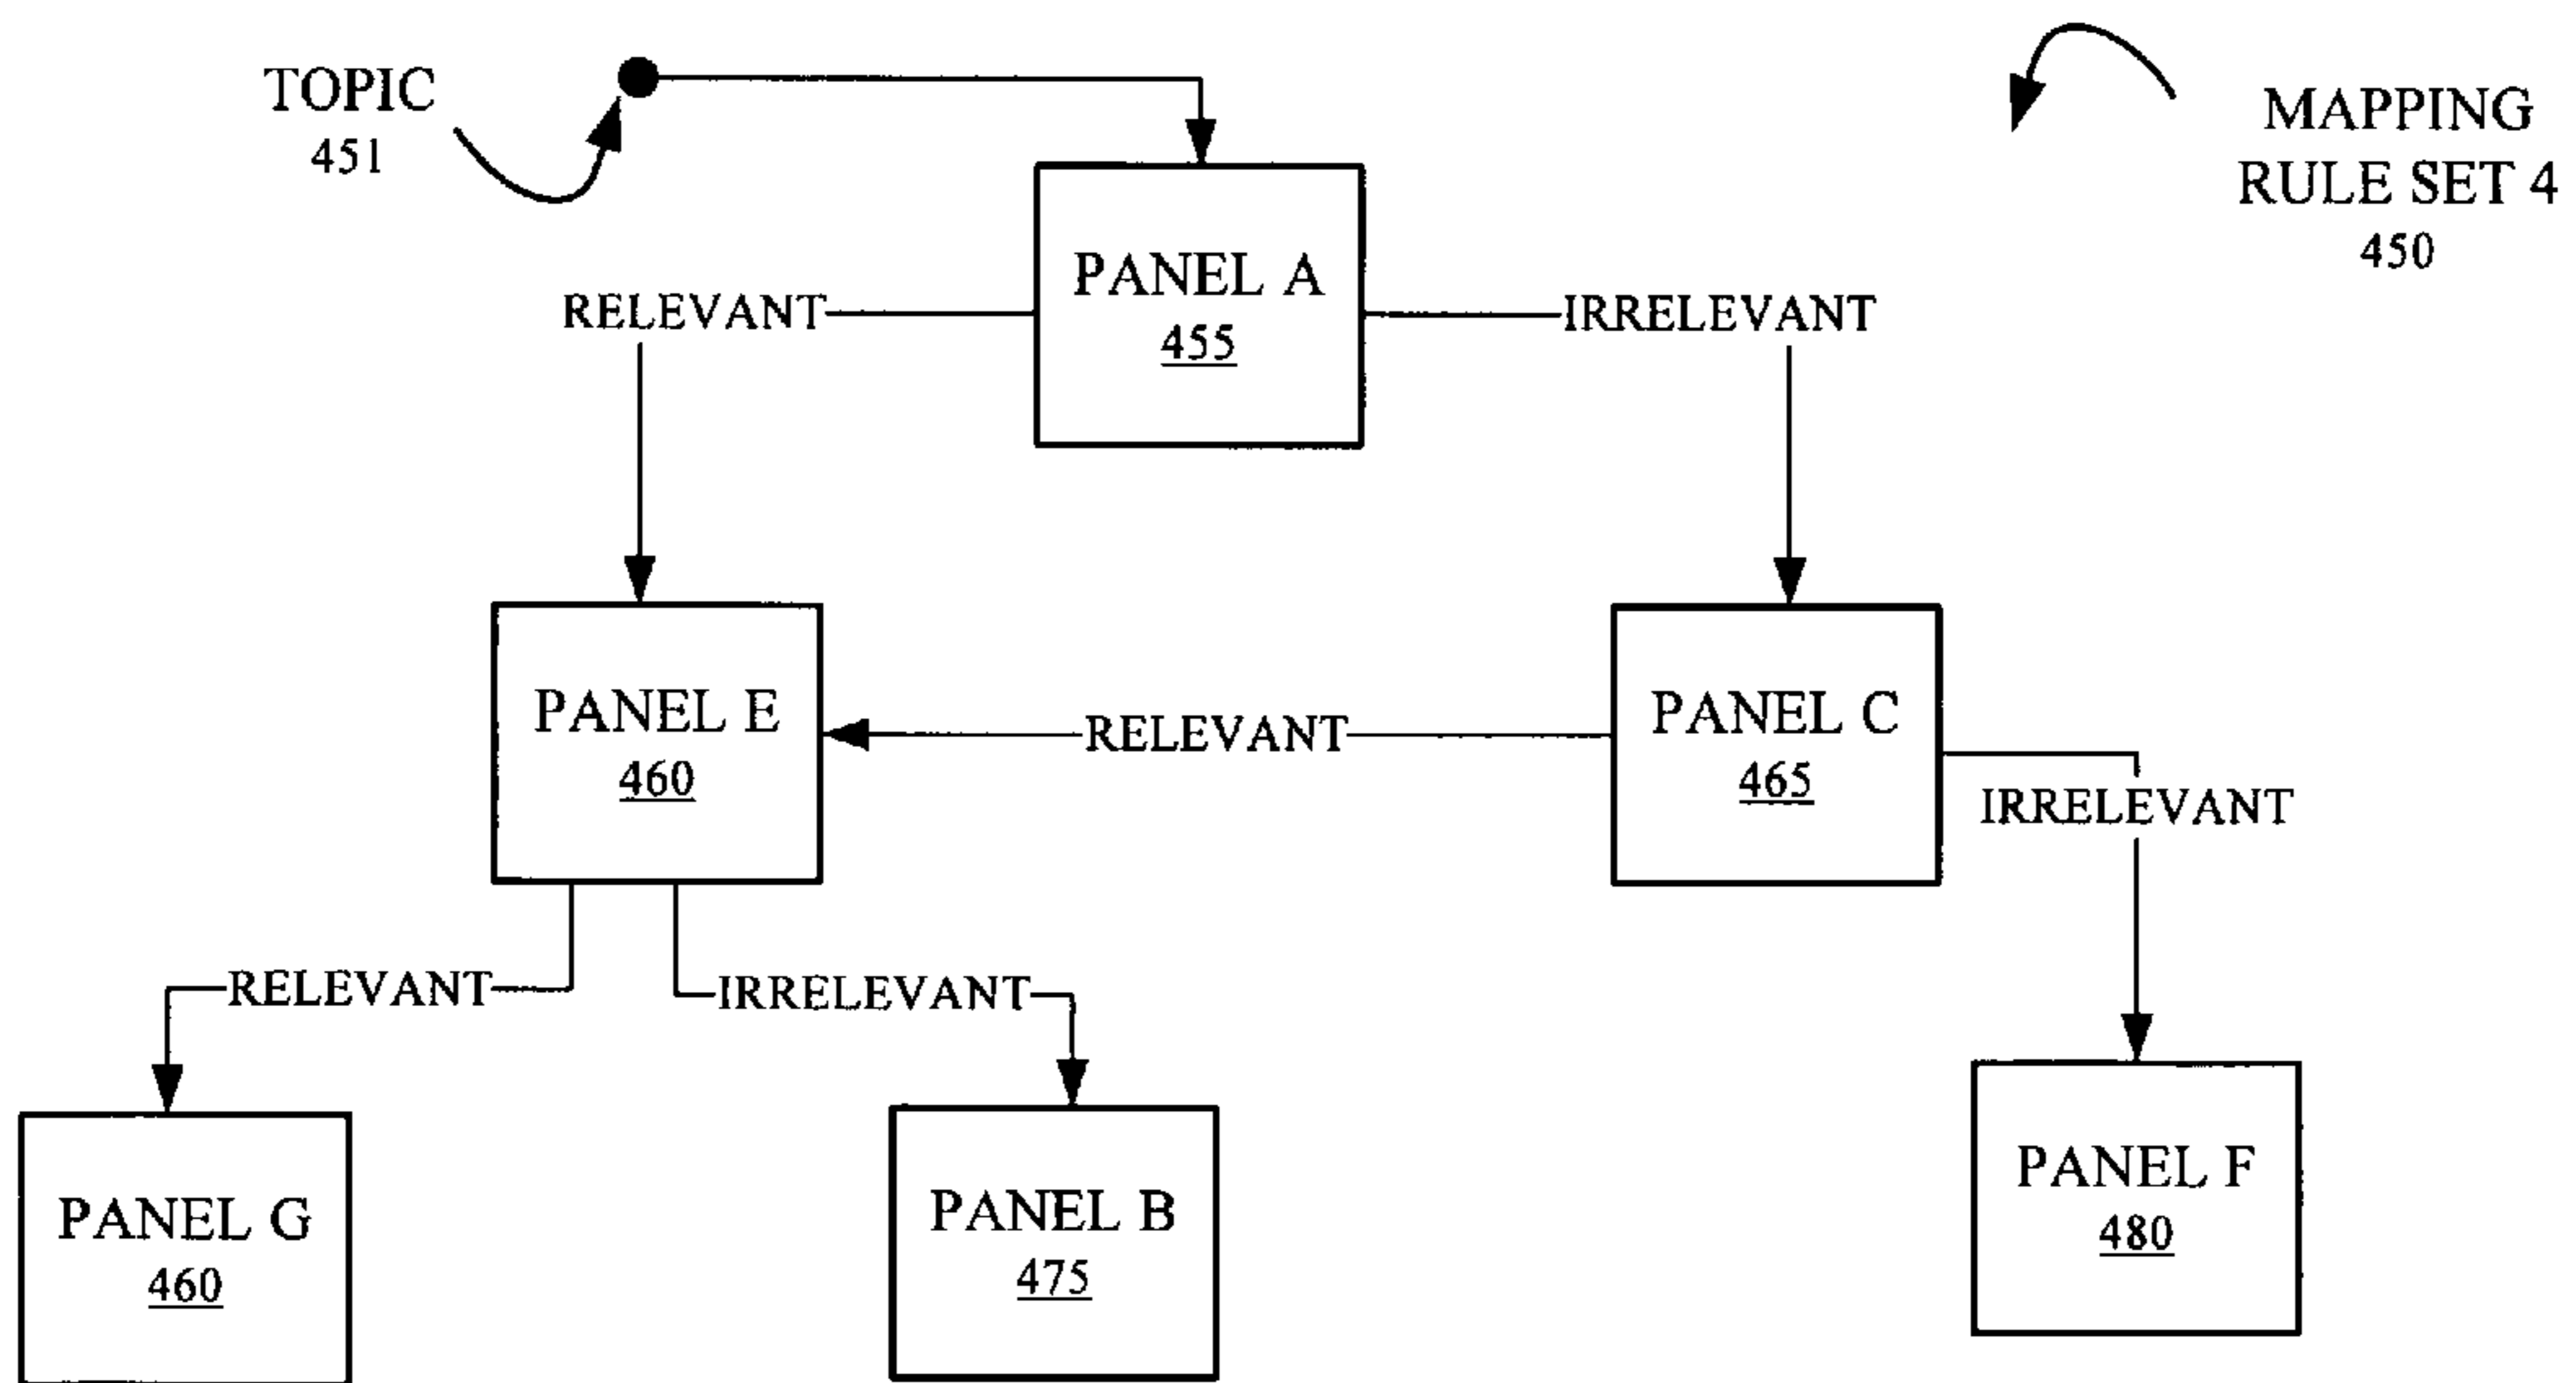 TOPIC
451
MAPPING
RULE SET 4
450
PANEL A
455
RELEVANT
IRRELEVANT
PANEL E
460
RELEVANT
PANEL C
465
IRRELEVANT
RELEVANT
IRRELEVANT
PANEL G
460
PANEL B
475
PANEL F
480